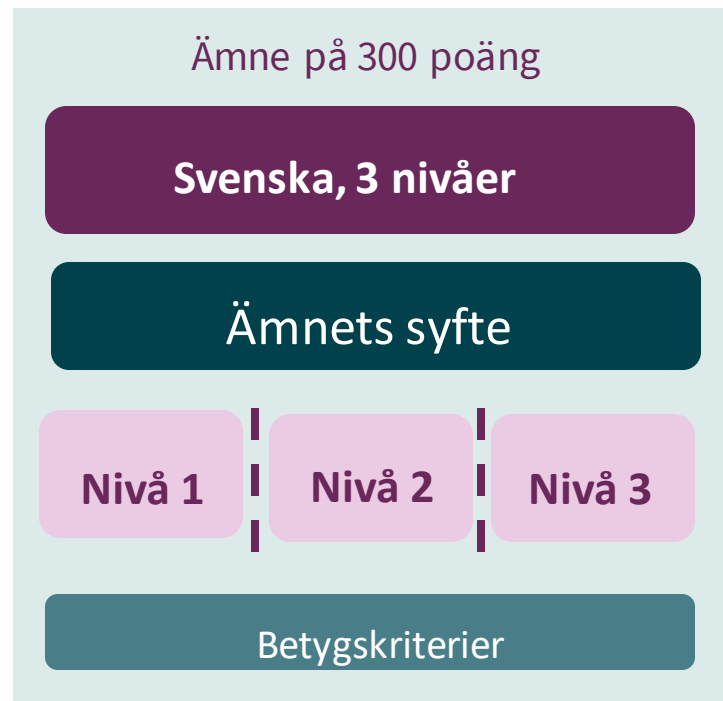 Ämne på 300 poäng
Svenska, 3 nivåer
Ämnets syfte
Nivå 1
Nivå 2
Nivå 3
Betygskriterier